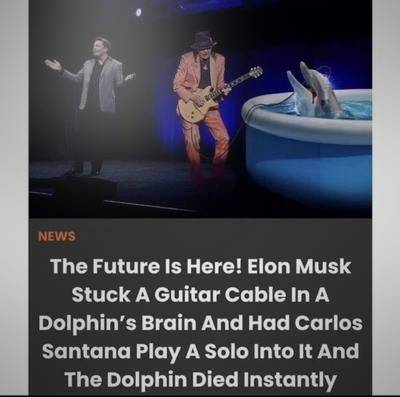 NEWS
The Future Is Here! Elon Musk
Stuck A Guitar Cable In A
Dolphin's Brain And Had Carlos
Santana Play A Solo Into It And
The Dolphin Died Instantly